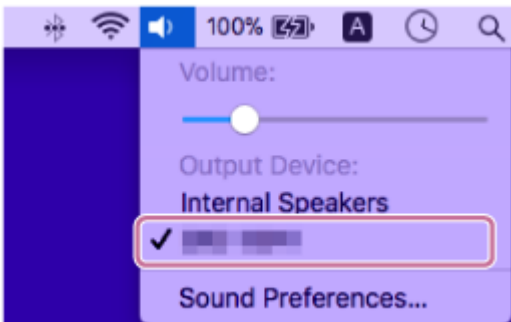 100% A
Volume:
Output Device:
Internal Speakers
Sound Preferences...